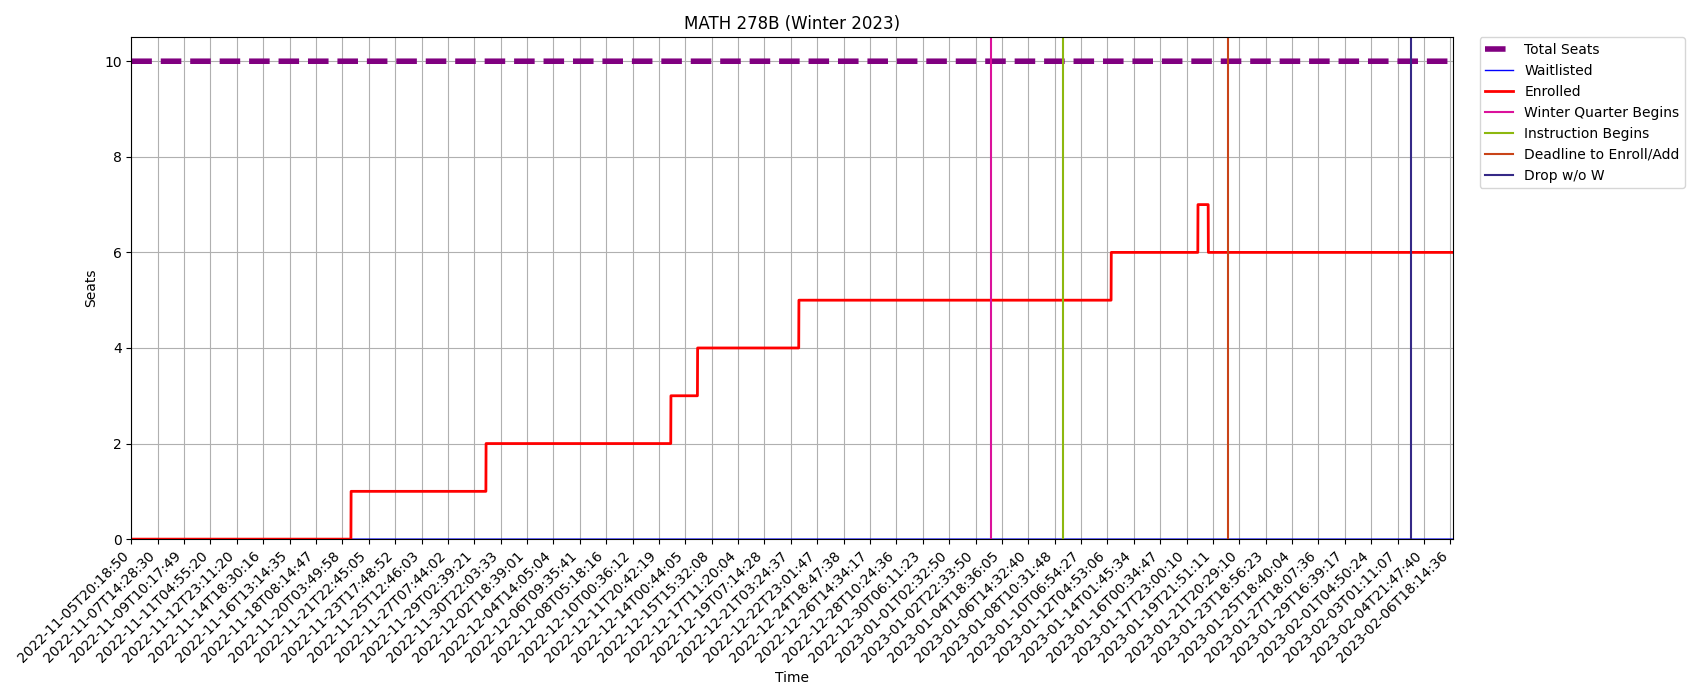 MATH 278B (Winter 2023)
Total Seats
Waitlisted
Enrolled
Winter Quarter Begins
Instruction Begins
Deadline to Enroll/Add
Drop w/o W
Seats
10
8
6
4
2
0
2022-11-05T20:18:50
2022-11-07T14:28:30
2022-11-09T10:17:49
2022-11-11T04:55:20
2022-11-12T23:11:20
2022-11-14T18:30:16
2022-11-16T13:14:35
2022-11-18T08:14:47
2022-11-20T03:49:58
2022-11-21T22:45:05
2022-11-23T17:48:52
2022-11-25T12:46:03
2022-11-27T07:44:02
2022-11-29T02:39:21
2022-11-30T22:03:33
2022-12-02T18:39:01
2022-12-04T14:05:04
2022-12-06T09:35:41
2022-12-08T05:18:16
2022-12-10T00:36:12
2022-12-11T20:42:19
2022-12-14T00:44:05
2022-12-15T15:32:08
2022-12-17T11:20:04
2022-12-19T07:14:28
2022-12-21T03:24:37
2022-12-22T23:01:47
2022-12-24T18:47:38
2022-12-26T14:34:17
2022-12-28T10:24:36
2022-12-30T06:11:23
2023-01-01T02:32:50
2023-01-02T22:33:50
2023-01-04T18:36:05
2023-01-06T14:32:40
2023-01-08T10:31:48
2023-01-10T06:54:27
2023-01-12T04:53:06
2023-01-14T01:45:34
2023-01-16T00:34:47
2023-01-17T23:00:10
2023-01-19T21:51:11
2023-01-21T20:29:10
2023-01-23T18:56:23
2023-01-25T18:40:04
2023-01-27T18:07:36
2023-01-29T16:39:17
2023-02-01T04:50:24
2023-02-03T01:11:07
2023-02-04T21:47:40
2023-02-06T18:14:36
Time